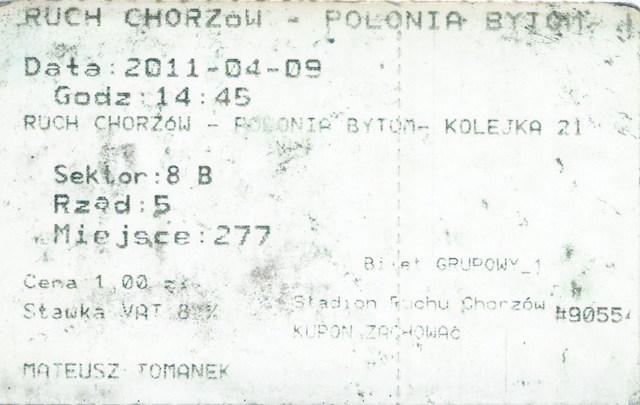 RUCH CHORZóW - POLONIA BYTOM-
Data:2011-04-09
Godz:14:45
RUCH CHORZóW - POLONIA BYTOM- KOLEJKA 21
Sektor:8 B
Rząd:5
Miejsce:277
Bilet GRUPOWY_1
Cena 1,00 zł
Stadion Ruchu Chorzów #90554
Stawka VAT 8 %
KUPON ZACHOWAć
MATEUSZ TOMANEK